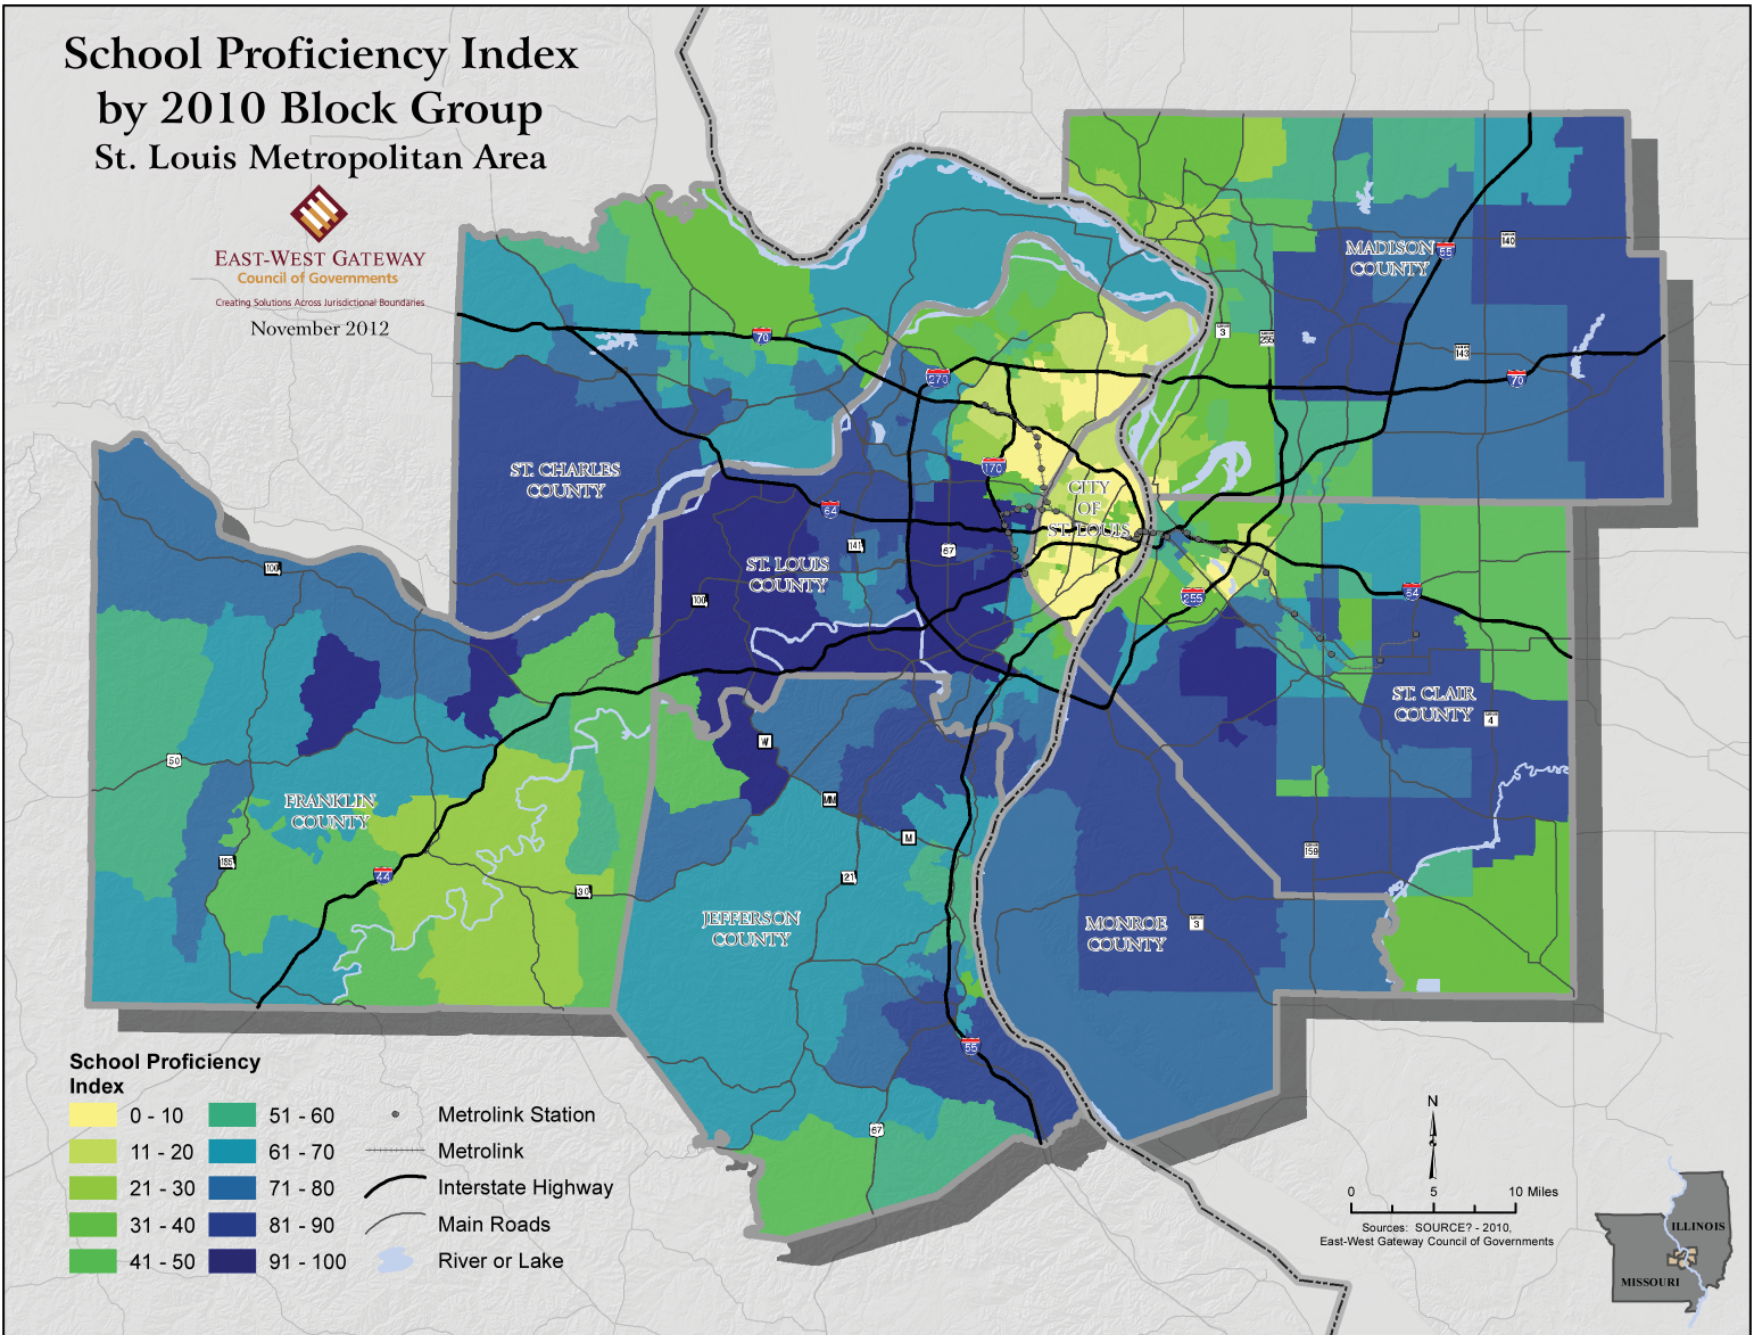 School Proficiency Index
by 2010 Block Group
St. Louis Metropolitan Area
EAST-WEST GATEWAY
Council of Governments
Creating Solutions Across Jurisdictional Boundaries
November 2012
MADISON
COUNTY
55
140
3
255
143
70
70
270
ST. CHARLES
COUNTY
170
CITY
OF
ST. LOUIS
64
141
67
ST. LOUIS
COUNTY
100
100
255
64
ST. CLAIR
COUNTY
4
50
W
MM
M
FRANKLIN
COUNTY
185
44
30
21
159
JEFFERSON
COUNTY
MONROE
COUNTY
3
55
67
School Proficiency
Index
0 - 10
11 - 20
21 - 30
31 - 40
41 - 50
51 - 60
61 - 70
71 - 80
81 - 90
91 - 100
Metrolink Station
Metrolink
Interstate Highway
Main Roads
River or Lake
N
0 5 10 Miles
Sources: SOURCE? - 2010,
East-West Gateway Council of Governments
ILLINOIS
MISSOURI